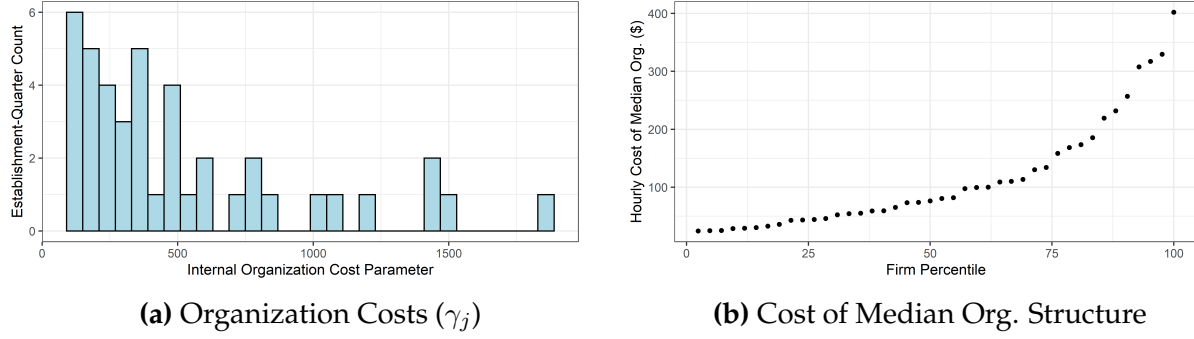 Establishment-Quarter Count
6
4
2
0
0
500
1000
1500
Internal Organization Cost Parameter
(a) Organization Costs (γj)
Hourly Cost of Median Org. ($)
400
300
200
100
0
25
50
75
100
Firm Percentile
(b) Cost of Median Org. Structure